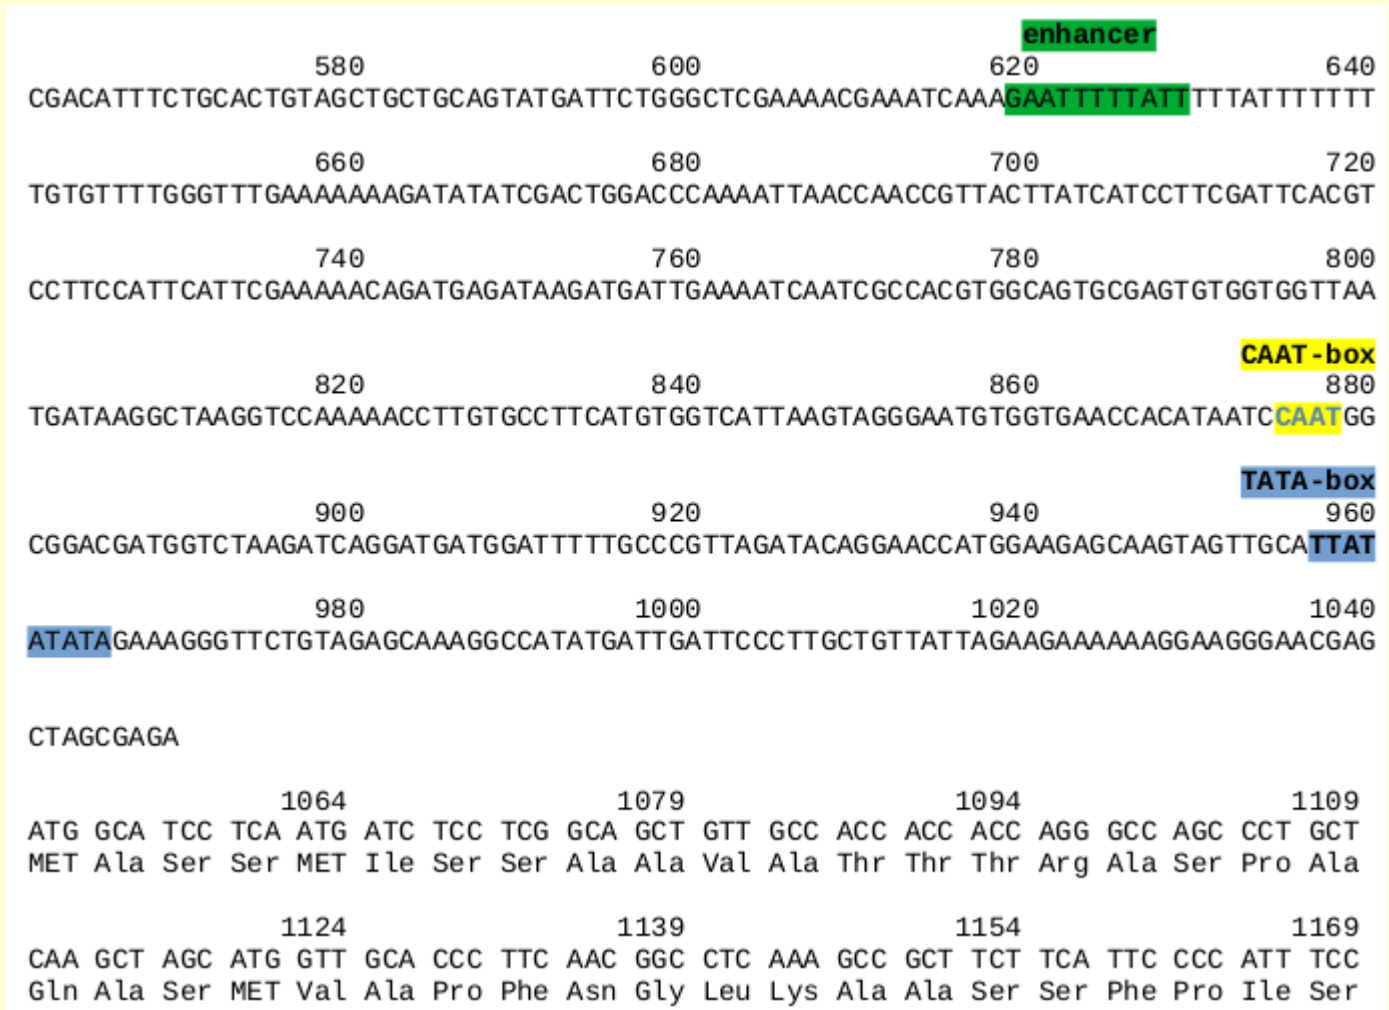 enhancer
580 600 620 640
CGACATTTCTGCACTGTAGCTGCTGCAGTATGATTCTGGGCTCGAAAACGAAATCAAAGAATTTTTATTTTTATTTTTTT
660 680 700 720
TGTGTTTTGGGTTTGAAAAAAAAGATATATCGACTGGACCCAAAATTAACCAACCGTTACTTATCATCCTTCGATTCACGT
740 760 780 800
CCTTCCATTCATTCGAAAAACAGATGAGATAAGATGATTGAAAATCAATCGCCACGTGGCAGTGCGAGTGTGGTGGTTAA
CAAT-box
820 840 860 880
TGATAAGGCTAAGGTCCAAAAACCTTGTGCCTTCATGTGGTCATTAAGTAGGGAATGTGGTGAACCACATAATCCAATGG
TATA-box
900 920 940 960
CGGACGATGGTCTAAGATCAGGATGATGGATTTTTGCCCGTTAGATACAGGAACCATGGAAGAGCAAGTAGTTGCATTAT
980 1000 1020 1040
ATATAGAAAGGGTTCTGTAGAGCAAAGGCCATATGATTGATTCCCTTGCTGTTATTAGAAGAAAAAAGGAAGGGAACGAG
CTAGCGAGA
1064 1079 1094 1109
ATG GCA TCC TCA ATG ATC TCC TCG GCA GCT GTT GCC ACC ACC ACC AGG GCC AGC CCT GCT
MET Ala Ser Ser MET Ile Ser Ser Ala Ala Val Ala Thr Thr Thr Arg Ala Ser Pro Ala
1124 1139 1154 1169
CAA GCT AGC ATG GTT GCA CCC TTC AAC GGC CTC AAA GCC GCT TCT TCA TTC CCC ATT TCC
Gln Ala Ser MET Val Ala Pro Phe Asn Gly Leu Lys Ala Ala Ser Ser Phe Pro Ile Ser